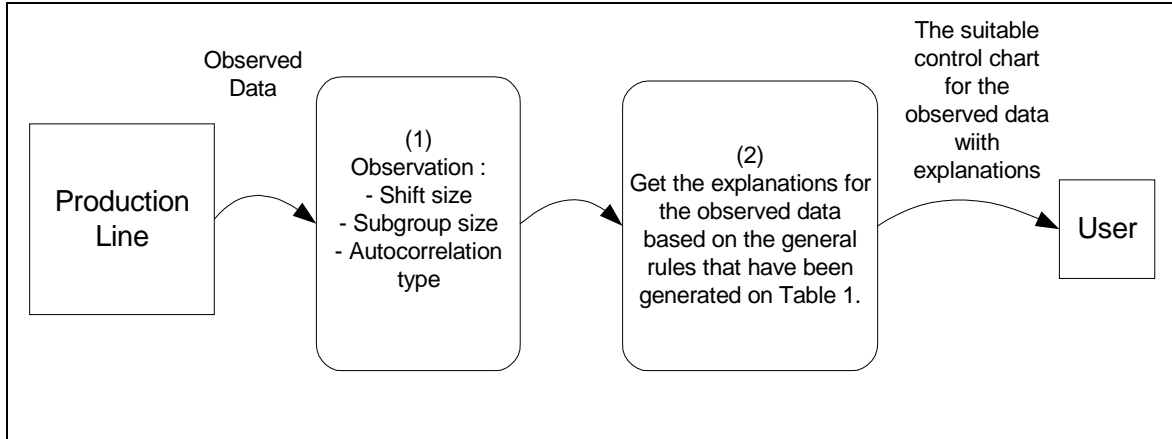 Production
Line
Observed
Data
(1)
Observation :
- Shift size
- Subgroup size
- Autocorrelation
type
(2)
Get the explanations for
the observed data
based on the general
rules that have been
generated on Table 1.
The suitable
control chart
for the
observed data
wiith
explanations
User